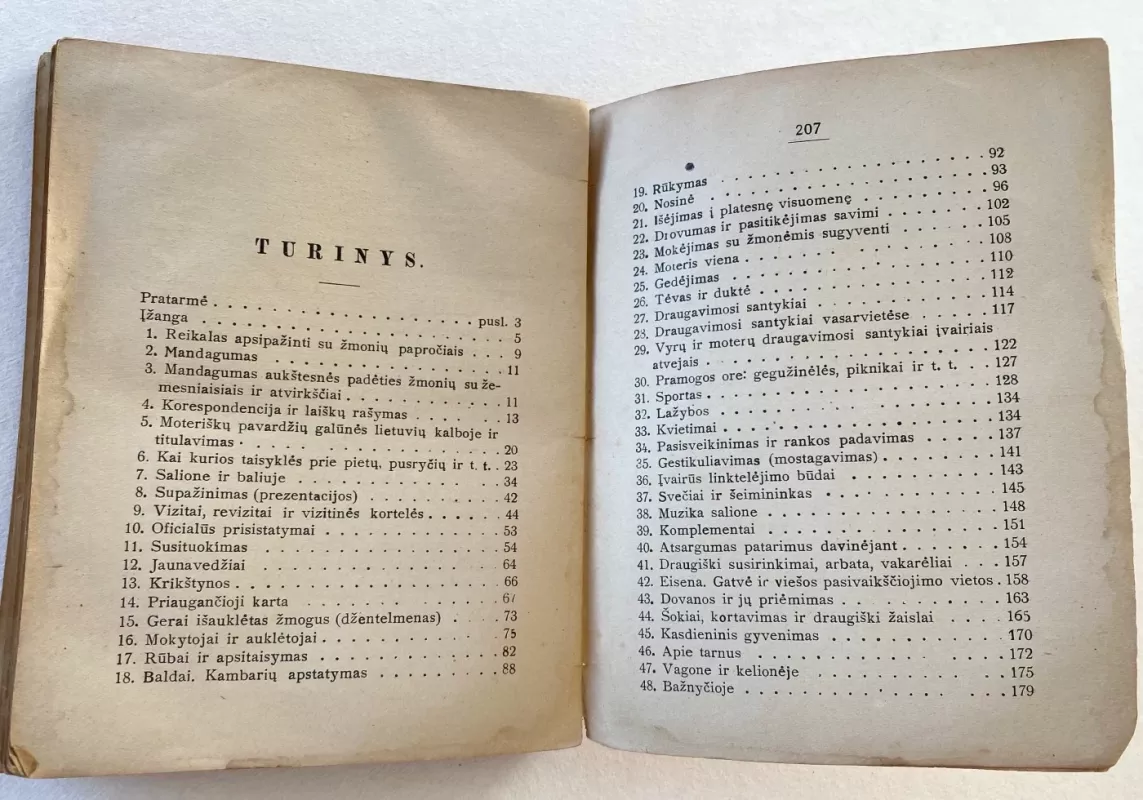 TURINYS.
Pratarmė . . . . . . . . . . . . . . . . . pusl. 3
Įžanga . . . . . . . . . . . . . . . . . 5
1. Reikalas apsipažinti su žmonių papročiais . . . 9
2. Mandagumas . . . . . . . . . . . . . . 11
3. Mandagumas aukštesnės padėties žmonių su že-
mesniaisiais ir atvirkščiai . . . . . . . . . 11
4. Korespondencija ir laiškų rašymas . . . . . . 13
5. Moteriškų pavardžių galūnės lietuvių kalboje ir
titulavimas . . . . . . . . . . . . . . 20
6. Kai kurios taisyklės prie pietų, pusryčių ir t. t. . 23
7. Salione ir baliuje . . . . . . . . . . . . 34
8. Supažinimas (prezentacijos) . . . . . . . . 42
9. Vizitai, revizitai ir vizitinės kortelės . . . . . . 44
10. Oficialūs prisistatymai . . . . . . . . . . 53
11. Susituokimas . . . . . . . . . . . . . 54
12. Jaunavedžiai . . . . . . . . . . . . . 64
13. Krikštynos . . . . . . . . . . . . . . 66
14. Priaugančioji karta . . . . . . . . . . . 67
15. Gerai išauklėtas žmogus (džentelmenas) . . . . 73
16. Mokytojai ir auklėtojai . . . . . . . . . . 75
17. Rūbai ir apsitaisymas . . . . . . . . . . 82
18. Baldai. Kambarių apstatymas . . . . . . . . 88
207
19. Rūkymas . . . . . . . . . . . . . . . 92
20. Nosinė . . . . . . . . . . . . . . . 93
21. Išėjimas į platesnę visuomenę . . . . . . . 96
22. Drovumas ir pasitikėjimas savimi . . . . . . 102
23. Mokėjimas su žmonėmis sugyventi . . . . . . 105
24. Moteris viena . . . . . . . . . . . . . 108
25. Gedėjimas . . . . . . . . . . . . . . 110
26. Tėvas ir duktė . . . . . . . . . . . . . 112
27. Draugavimosi santykiai . . . . . . . . . . 114
28. Draugavimosi santykiai vasarvietėse . . . . . 117
29. Vyrų ir moterų draugavimosi santykiai įvairiais
atvejais . . . . . . . . . . . . . . . 122
30. Pramogos ore: gegužinėlės, piknikai ir t. t. . . . 127
31. Sportas . . . . . . . . . . . . . . . 128
32. Lažybos . . . . . . . . . . . . . . . 134
33. Kvietimai . . . . . . . . . . . . . . 134
34. Pasisveikinimas ir rankos padavimas . . . . . 137
35. Gestikuliavimas (mostagavimas) . . . . . . . 141
36. Įvairūs linktelėjimo būdai . . . . . . . . . 143
37. Svečiai ir šeimininkas . . . . . . . . . . 145
38. Muzika salione . . . . . . . . . . . . . 148
39. Komplementai . . . . . . . . . . . . . 151
40. Atsargumas patarimus davinėjant . . . . . . . 154
41. Draugiški susirinkimai, arbata, vakarėliai . . . 157
42. Eisena. Gatvė ir viešos pasivaikščiojimo vietos . 158
43. Dovanos ir jų priėmimas . . . . . . . . . 163
44. Šokiai, kortavimas ir draugiški žaislai . . . . 165
45. Kasdieninis gyvenimas . . . . . . . . . . 170
46. Apie tarnus . . . . . . . . . . . . . . 172
47. Vagone ir kelionėje . . . . . . . . . . . 175
48. Bažnyčioje . . . . . . . . . . . . . . 179